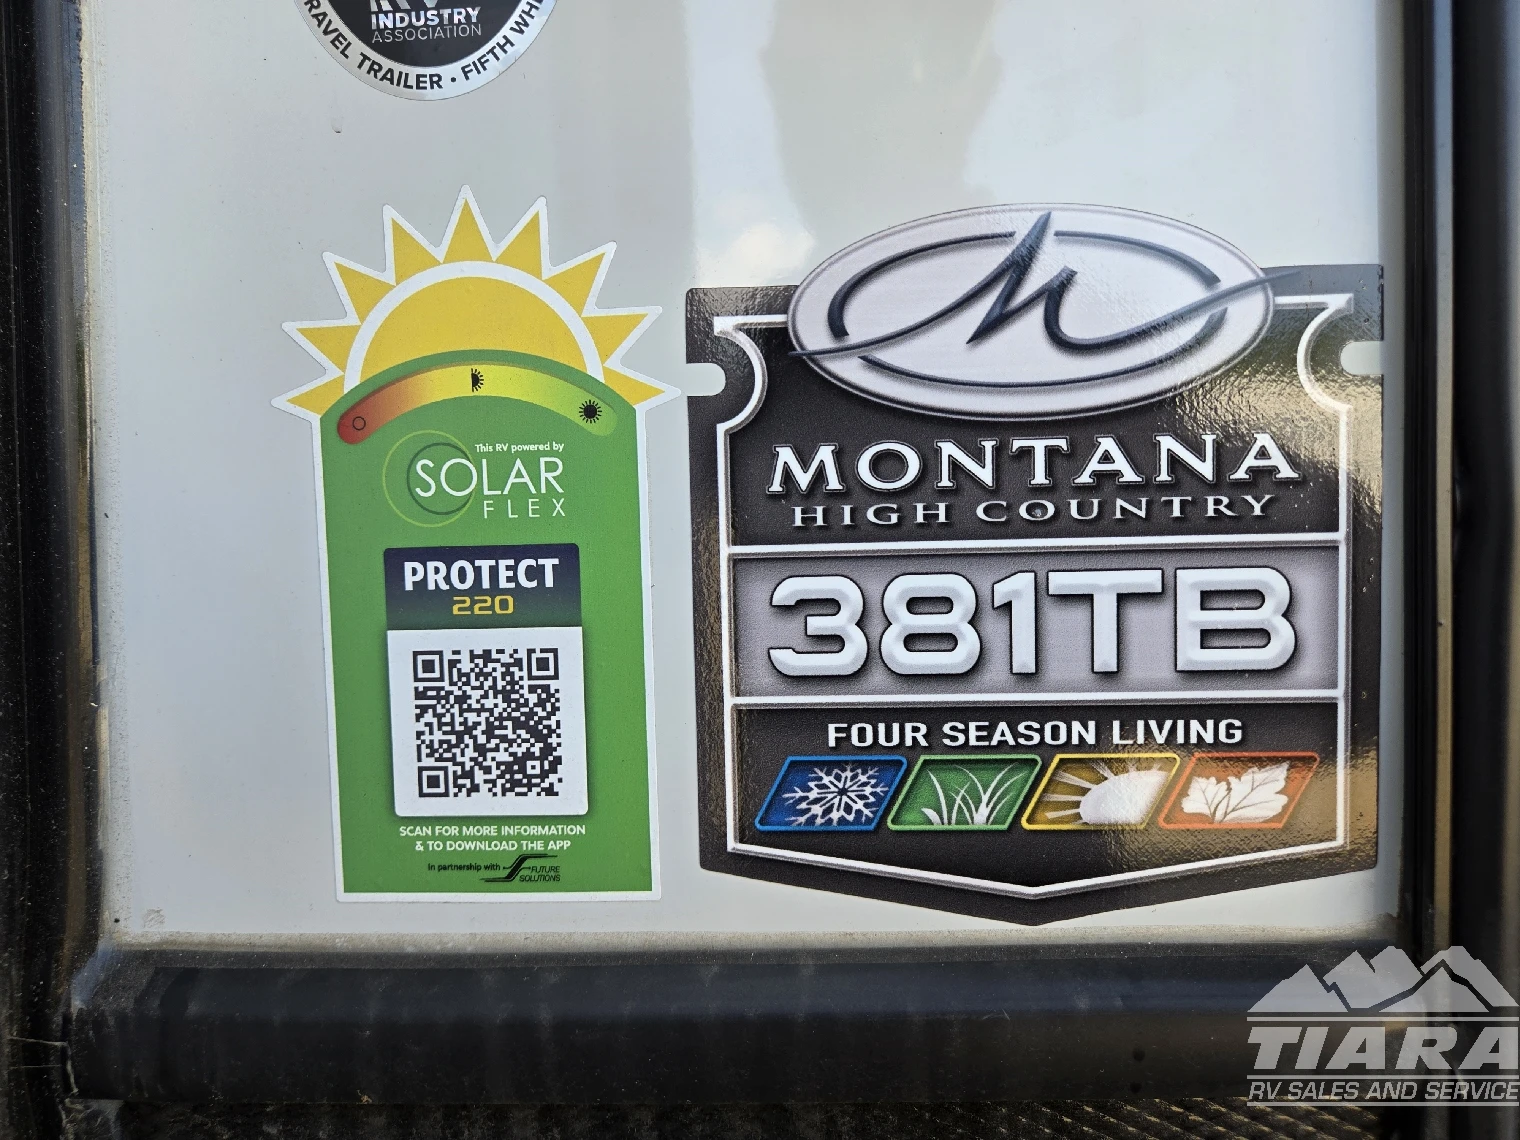 INDUSTRY
ASSOCIATION
TRAVEL TRAILER • FIFTH
This RV powered by
SOLAR
FLEX
PROTECT
220
SCAN FOR MORE INFORMATION
& TO DOWNLOAD THE APP
In partnership with FUTURE
SOLUTIONS
MONTANA
HIGH COUNTRY
381TB
FOUR SEASON LIVING
TIARA
RV SALES AND SERVICE